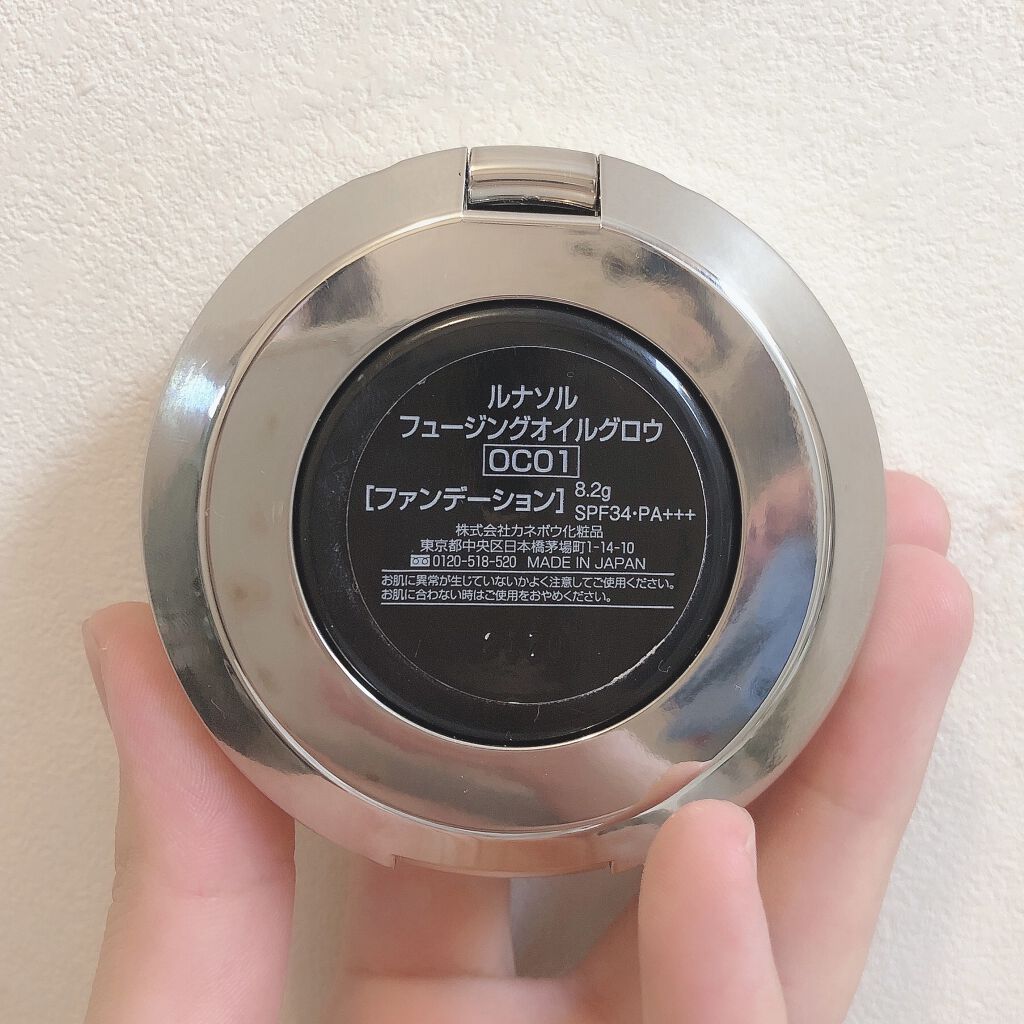 ルナソル
フュージングオイルグロウ
OC01
[ファンデーション] 8.2g
SPF34・PA+++
株式会社カネボウ化粧品
東京都中央区日本橋茅場町1-14-10
0120-518-520 MADE IN JAPAN
お肌に異常が生じていないかよく注意してご使用ください。
お肌に合わない時はご使用をおやめください。